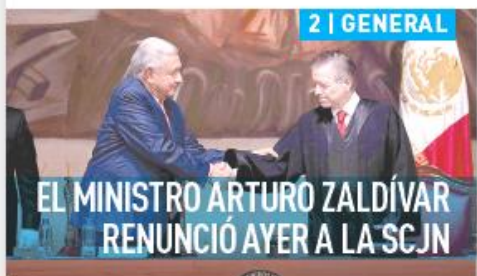 2 | GENERAL
EL MINISTRO ARTURO ZALDÍVAR
RENUNCIÓ AYER A LA SCJN